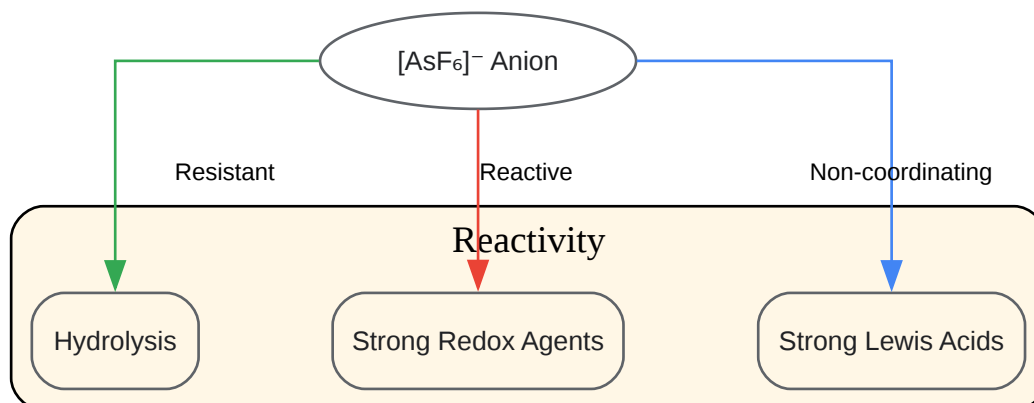 [AsF₆]⁻ Anion
Resistant
Reactive
Non-coordinating
Reactivity
Hydrolysis
Strong Redox Agents
Strong Lewis Acids